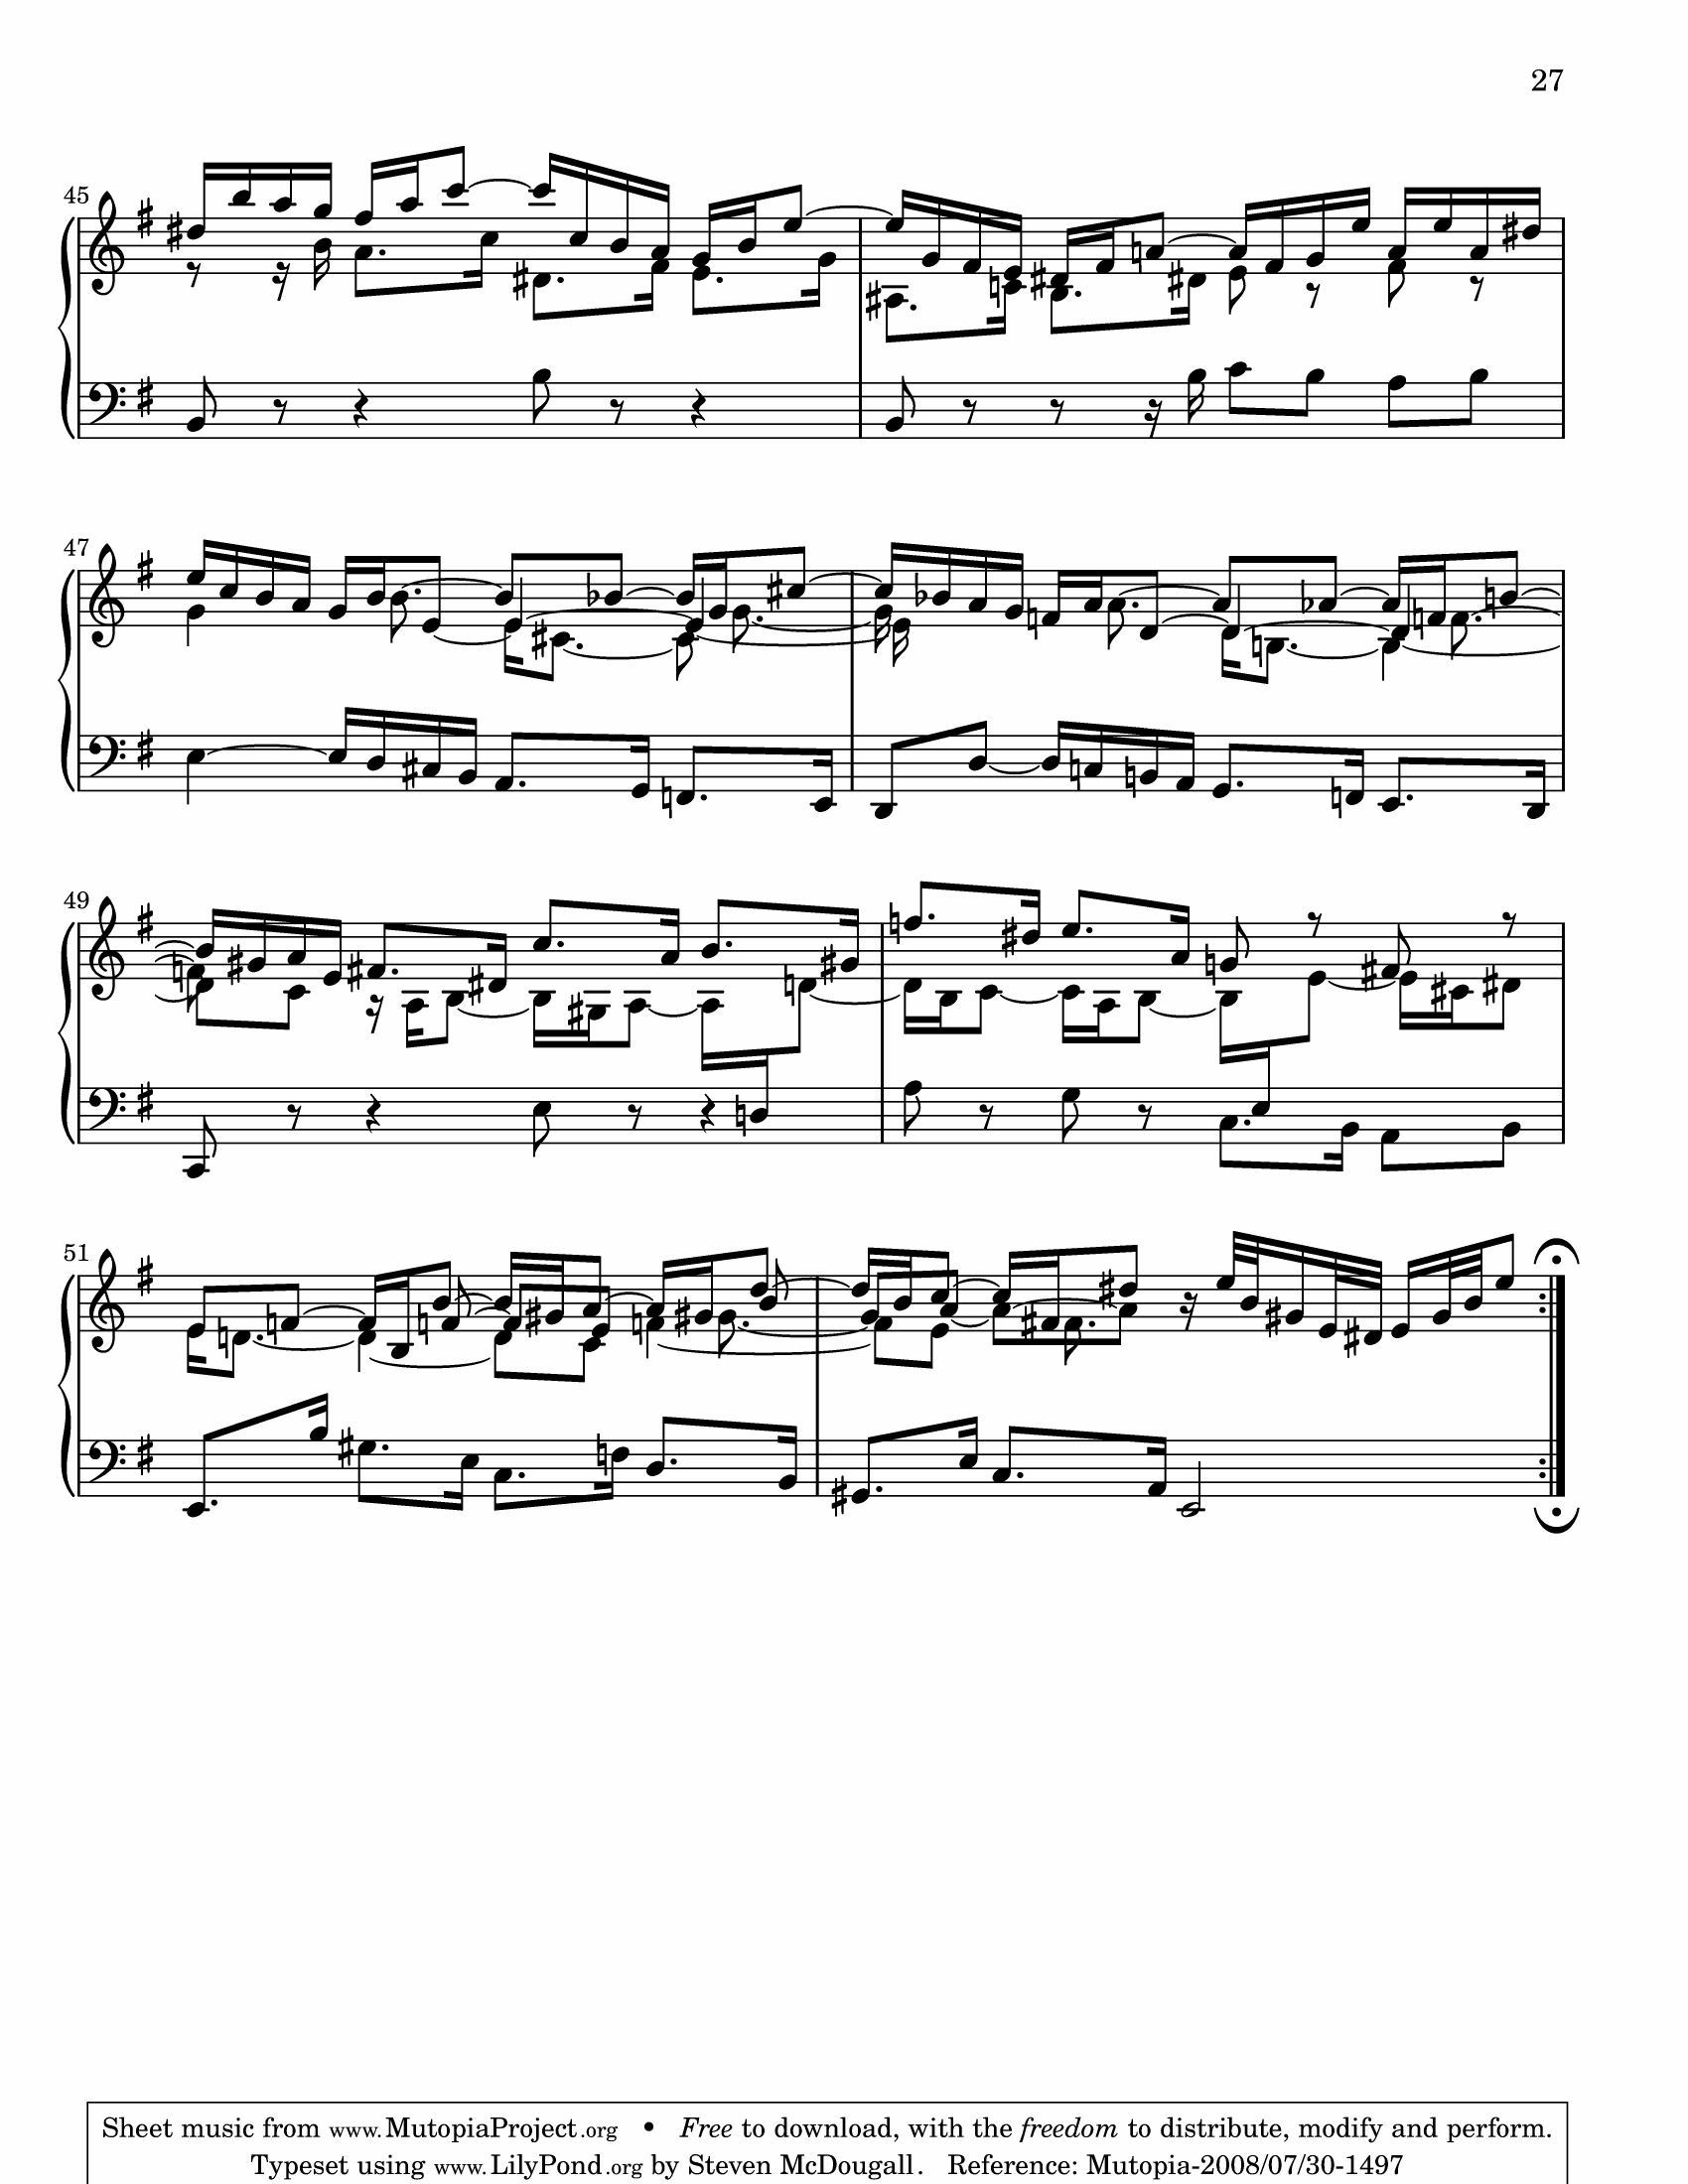 27
45
47
49
51
Sheet music from www.MutopiaProject.org • Free to download, with the freedom to distribute, modify and perform.
Typeset using www.LilyPond.org by Steven McDougall. Reference: Mutopia-2008/07/30-1497